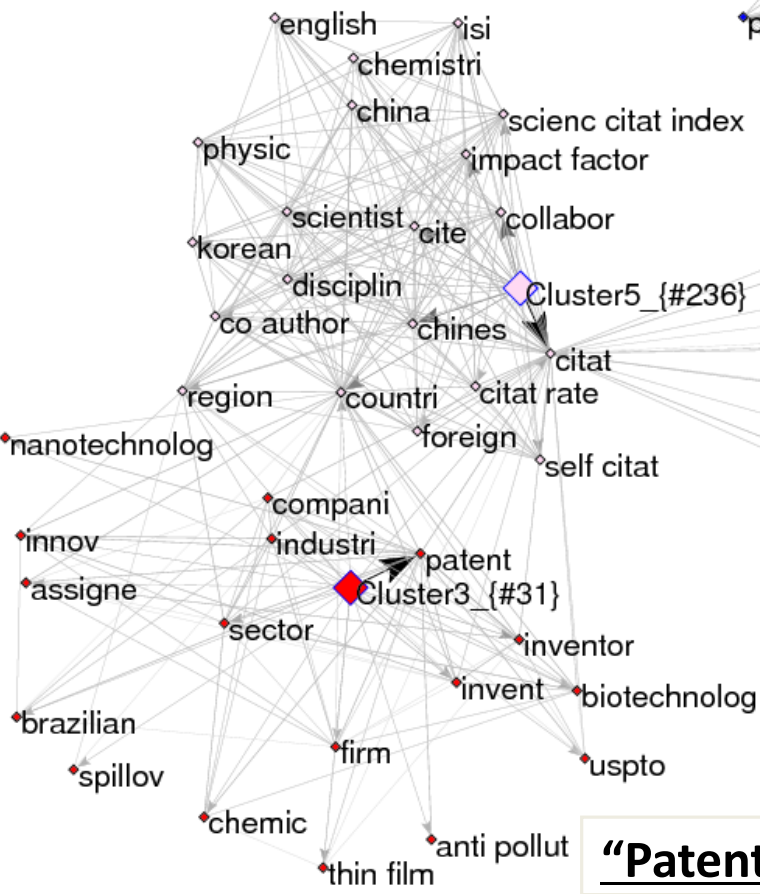 english
isi
p
chemistri
china
scienc citat index
physic
impact factor
scientist
cite
collabor
korean
disciplin
Cluster5_{#236}
co author
chines
citat
region
countri
citat rate
nanotechnolog
foreign
self citat
compani
innov
industri
patent
assigne
Cluster3_{#31}
sector
inventor
invent
biotechnolog
brazilian
firm
uspto
spillov
chemic
anti pollut
thin film
“Patent